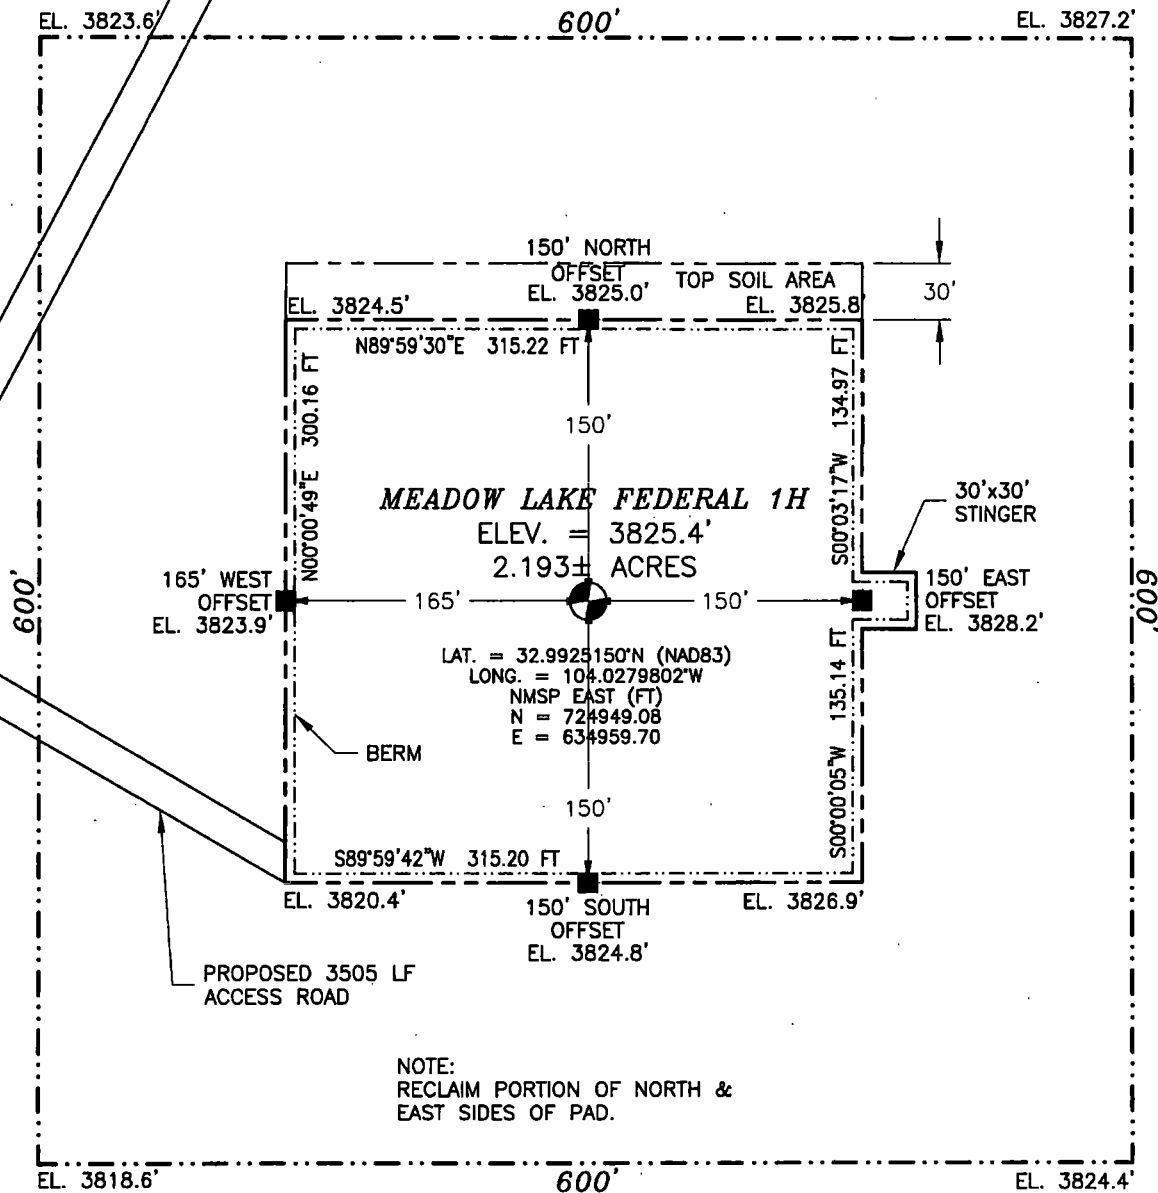 EL. 3823.6'
600'
EL. 3827.2'
150' NORTH
OFFSET
EL. 3825.0'
TOP SOIL AREA
30'
EL. 3824.5'
EL. 3825.8'
N89°59'30"E 315.22 FT
N00°00'49"E 300.16 FT
S00°03'17"W 134.97 FT
150'
MEADOW LAKE FEDERAL 1H
ELEV. = 3825.4'
2.193± ACRES
30'x30'
STINGER
165' WEST
OFFSET
EL. 3823.9'
165'
150'
150' EAST
OFFSET
EL. 3828.2'
600'
600'
LAT. = 32.9925150°N (NAD83)
LONG. = 104.0279802°W
NMSP EAST (FT)
N = 724949.08
E = 634959.70
BERM
S00°00'05"W 135.14 FT
150'
S89°59'42"W 315.20 FT
EL. 3820.4'
EL. 3826.9'
150' SOUTH
OFFSET
EL. 3824.8'
PROPOSED 3505 LF
ACCESS ROAD
NOTE:
RECLAIM PORTION OF NORTH &
EAST SIDES OF PAD.
EL. 3818.6'
600'
EL. 3824.4'